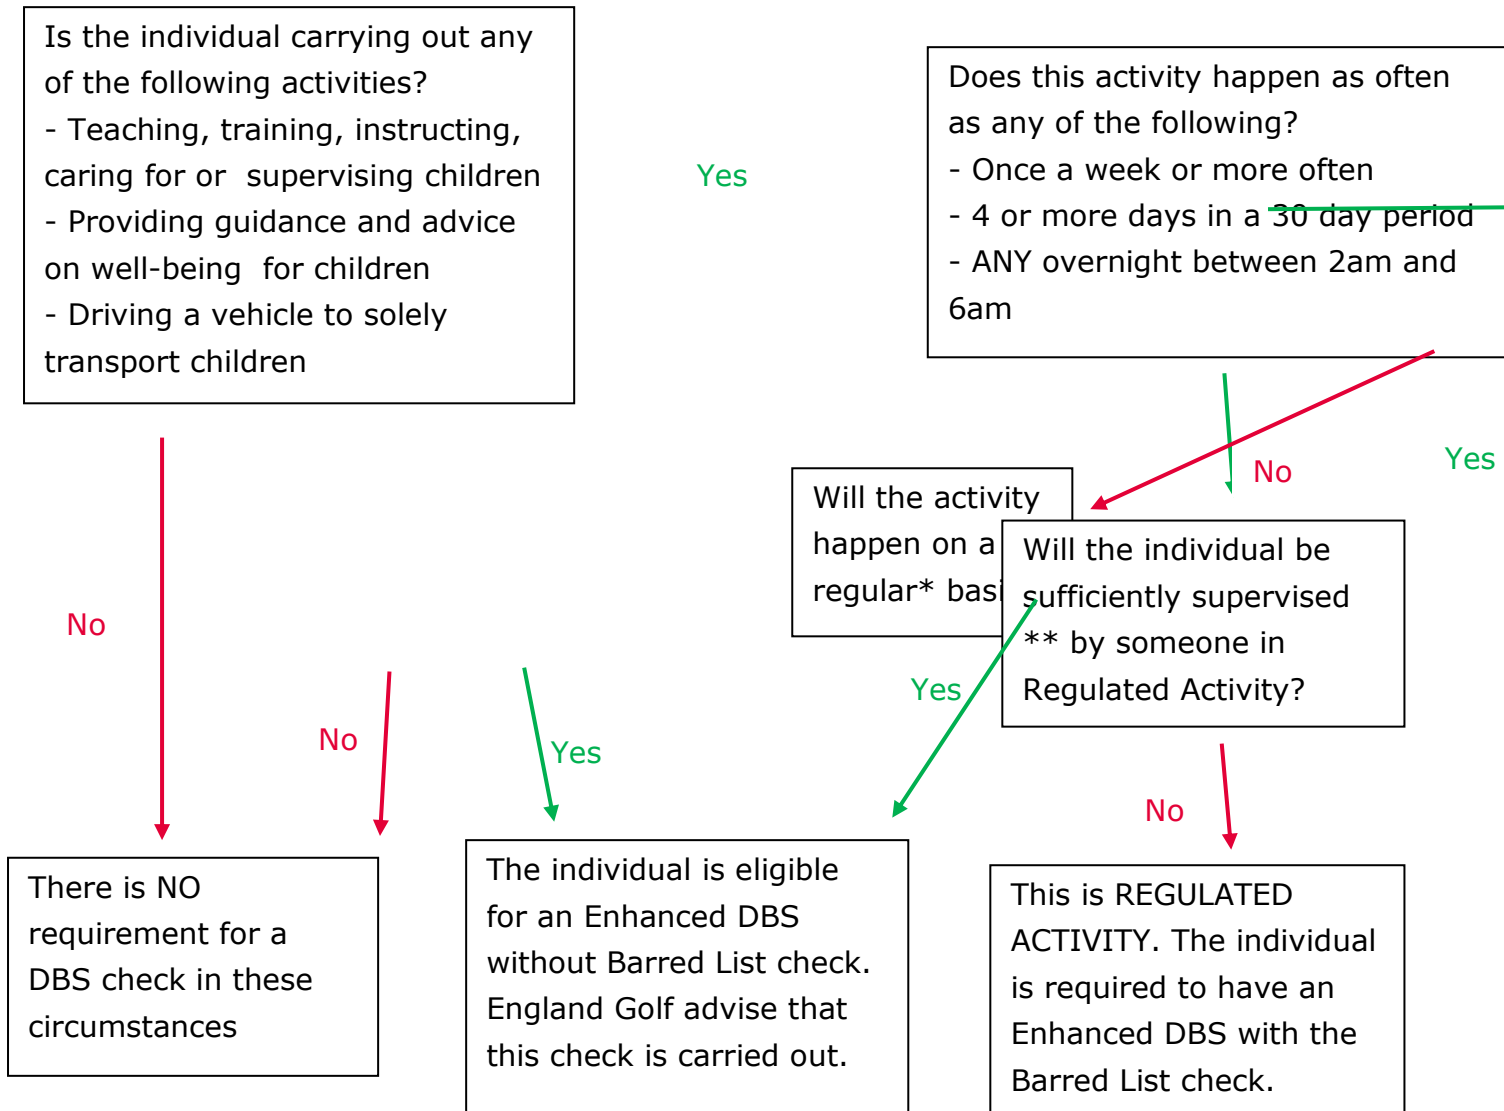 Is the individual carrying out any
of the following activities?
- Teaching, training, instructing,
caring for or  supervising children
- Providing guidance and advice
on well-being  for children
- Driving a vehicle to solely
transport children
Yes
Does this activity happen as often
as any of the following?
- Once a week or more often
- 4 or more days in a 30 day period
- ANY overnight between 2am and
6am
No
Yes
Will the activity
happen on a
regular* basi
Will the individual be
sufficiently supervised
** by someone in
Regulated Activity?
No
Yes
No
Yes
No
There is NO
requirement for a
DBS check in these
circumstances
The individual is eligible
for an Enhanced DBS
without Barred List check.
England Golf advise that
this check is carried out.
This is REGULATED
ACTIVITY. The individual
is required to have an
Enhanced DBS with the
Barred List check.